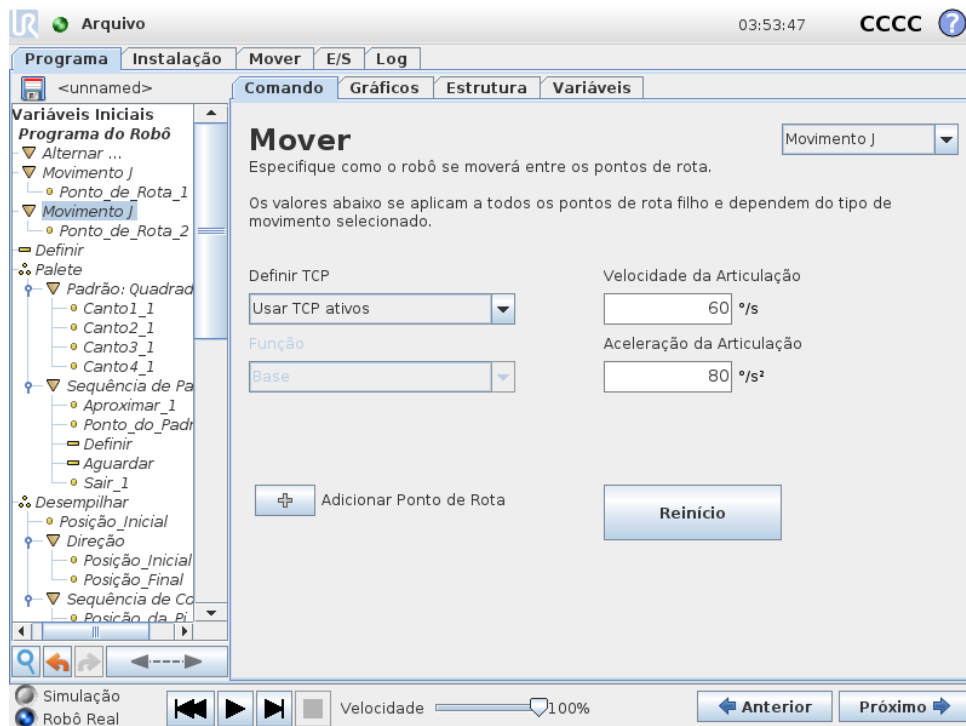 UR Arquivo 03:53:47 CCCC ?
Programa Instalação Mover E/S Log
<unnamed> Comando Gráficos Estrutura Variáveis
Variáveis Iniciais
Programa do Robô
Alternar ...
Movimento J
Ponto_de_Rota_1
Movimento J
Ponto_de_Rota_2
Definir
Palete
Padrão: Quadrad
Canto1_1
Canto2_1
Canto3_1
Canto4_1
Sequência de Pa
Aproximar_1
Ponto_do_Padr
Definir
Aguardar
Sair_1
Desempilhar
Posição_Inicial
Direção
Posição_Inicial
Posição_Final
Sequência de Co
Posição_da_Pi
Mover
Movimento J
Especifique como o robô se moverá entre os pontos de rota.
Os valores abaixo se aplicam a todos os pontos de rota filho e dependem do tipo de
movimento selecionado.
Definir TCP
Usar TCP ativos
Função
Base
Velocidade da Articulação
60 °/s
Aceleração da Articulação
80 °/s²
Adicionar Ponto de Rota
Reinício
Simulação
Robô Real
Velocidade 100%
Anterior Próximo